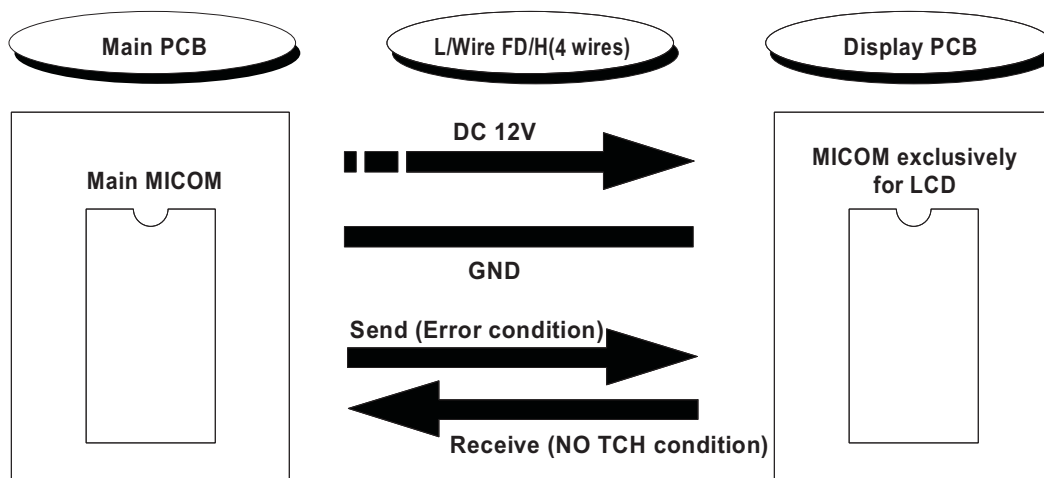 Main PCB
L/Wire FD/H(4 wires)
Display PCB
Main MICOM
DC 12V
GND
Send (Error condition)
Receive (NO TCH condition)
MICOM exclusively
for LCD